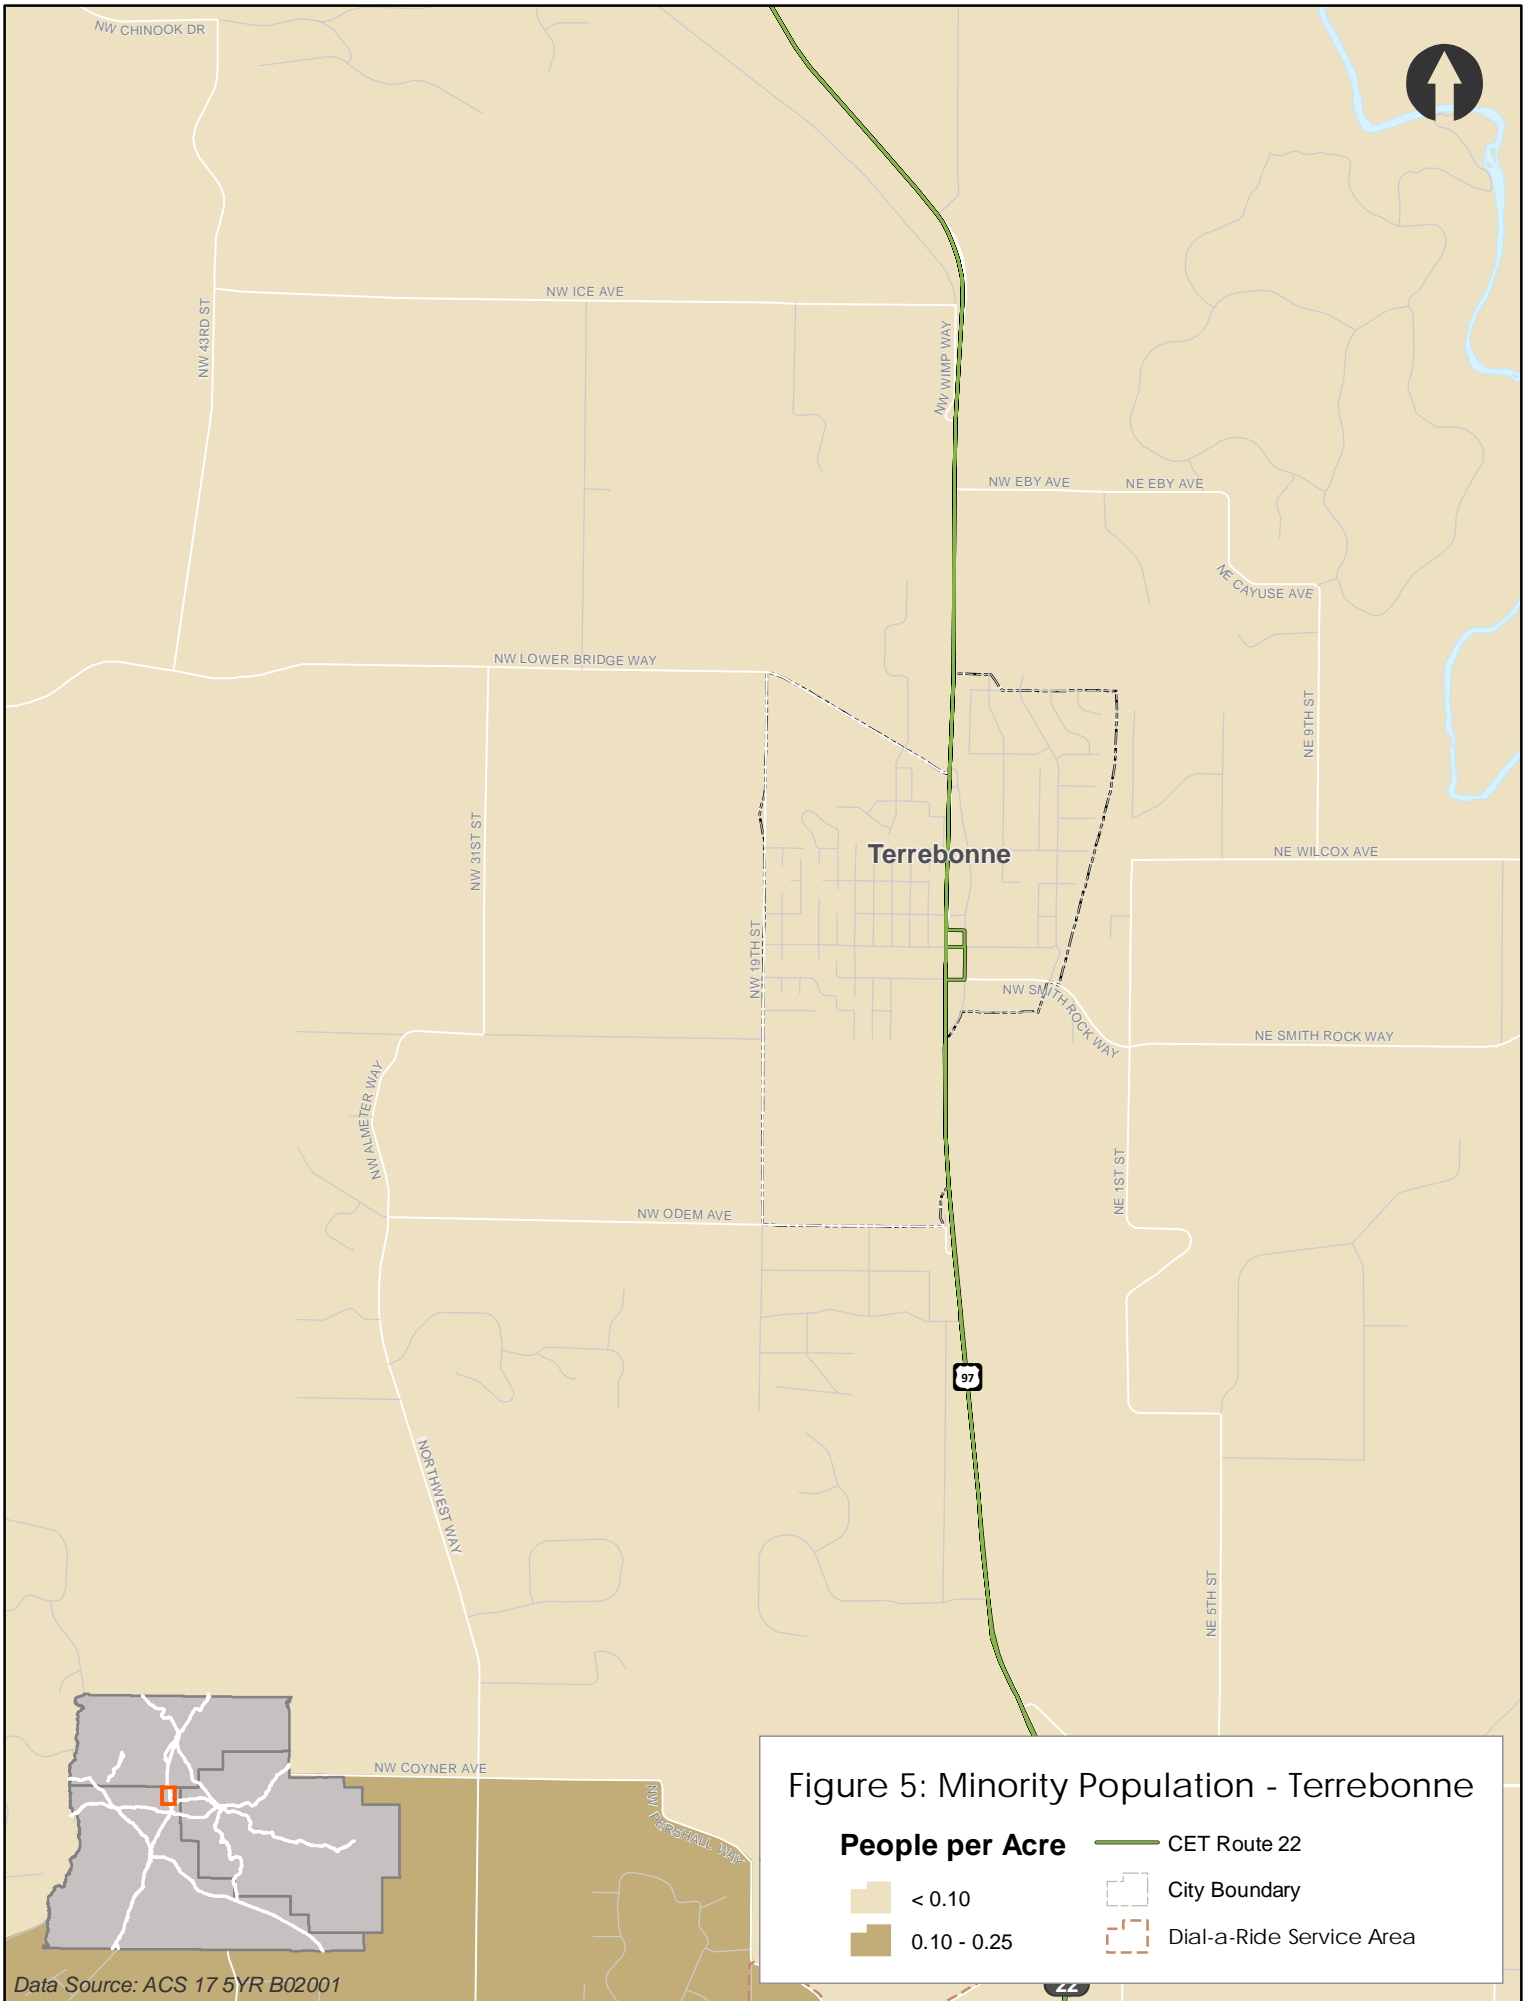 NW CHINOOK DR
NW ICE AVE
NW 43RD ST
NW WIMP WAY
NW EBY AVE
NE EBY AVE
NE CAYUSE AVE
NW LOWER BRIDGE WAY
NE 9TH ST
NW 31ST ST
Terrebonne
NE WILCOX AVE
NW 19TH ST
NW SMITH ROCK WAY
NE SMITH ROCK WAY
NW ALMETER WAY
NE 1ST ST
NW ODEM AVE
97
NORTHWEST WAY
NE 5TH ST
NW COYNER AVE
NW PERSHALL WAY
Figure 5: Minority Population - Terrebonne
People per Acre
CET Route 22
< 0.10
City Boundary
0.10 - 0.25
Dial-a-Ride Service Area
22
Data Source: ACS 17 5YR B02001